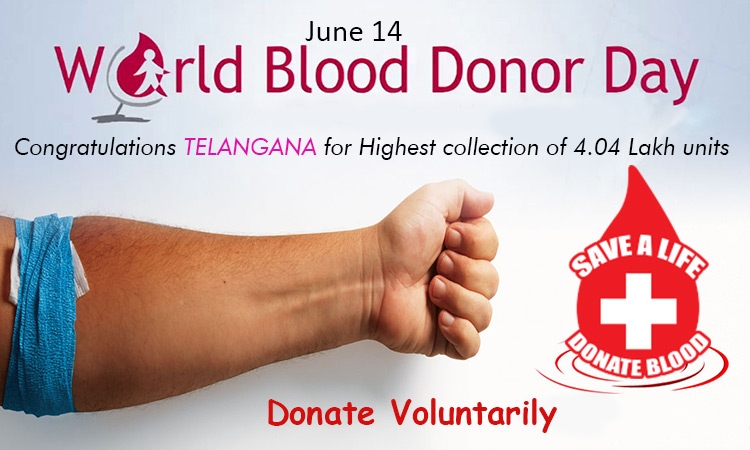 June 14
World Blood Donor Day
Congratulations TELANGANA for Highest collection of 4.04 Lakh units
SAVE A LIFE
DONATE BLOOD
Donate Voluntarily